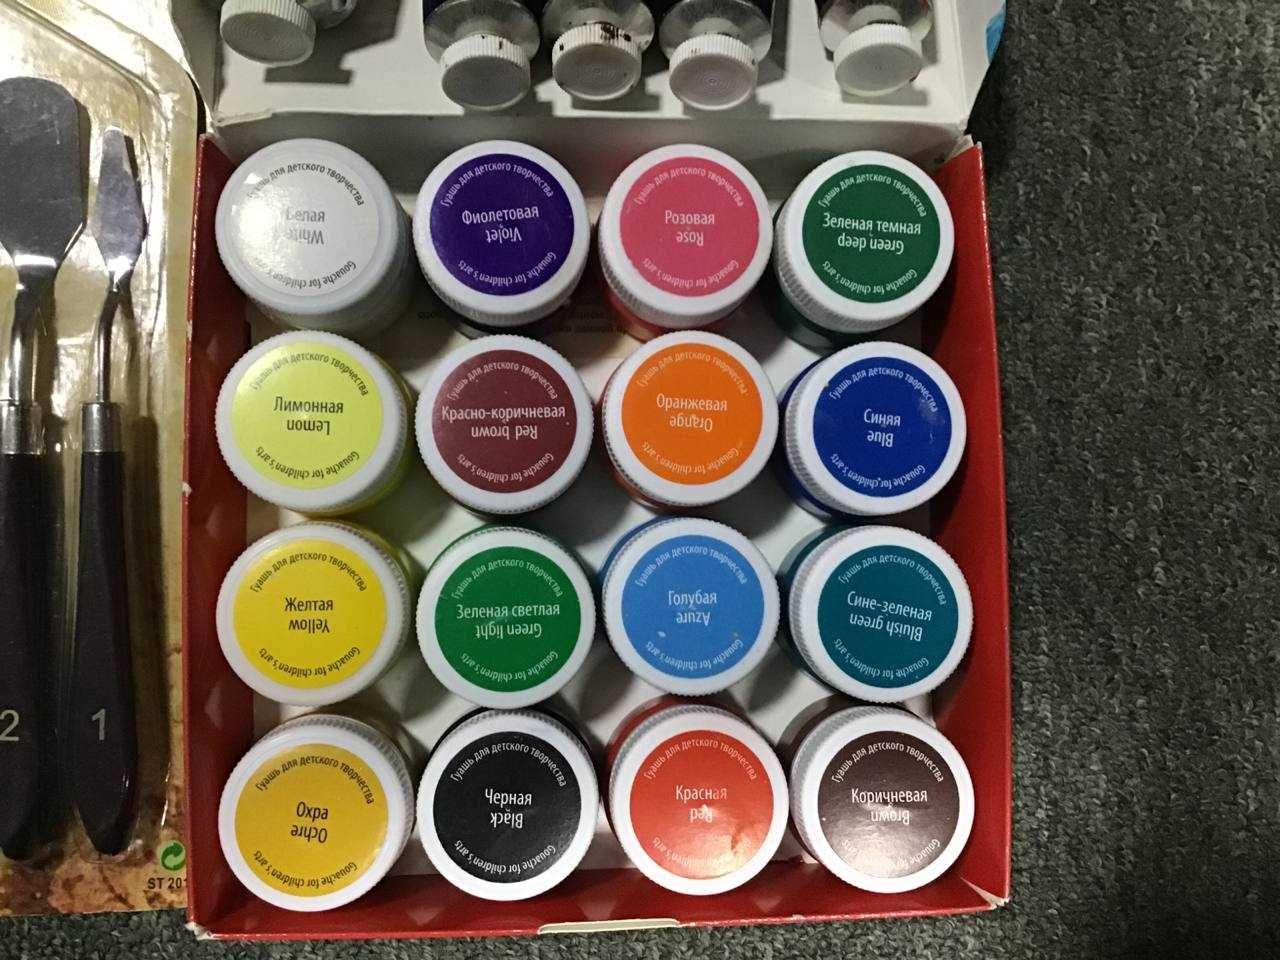 Гуашь для детского творчества
Белая
White
Gouache for children's arts
Гуашь для детского творчества
Фиолетовая
Violet
Gouache for children's arts
Гуашь для детского творчества
Розовая
Rose
Gouache for children's arts
Гуашь для детского творчества
Зеленая темная
Green deep
Gouache for children's arts
Гуашь для детского творчества
Лимонная
Lemon
Gouache for children's arts
Гуашь для детского творчества
Красно-коричневая
Red brown
Gouache for children's arts
Гуашь для детского творчества
Оранжевая
Orange
Gouache for children's arts
Гуашь для детского творчества
Синяя
Blue
Gouache for children's arts
Гуашь для детского творчества
Желтая
Yellow
Gouache for children's arts
Гуашь для детского творчества
Зеленая светлая
Green light
Gouache for children's arts
Гуашь для детского творчества
Голубая
Azure
Gouache for children's arts
Гуашь для детского творчества
Сине-зеленая
Bluish green
Gouache for children's arts
Гуашь для детского творчества
Охра
Ochre
Gouache for children's arts
Гуашь для детского творчества
Черная
Black
Gouache for children's arts
Гуашь для детского творчества
Красная
Red
children's arts
Гуашь для детского творчества
Коричневая
Brown
Gouache for children's arts
2
1
ST 201